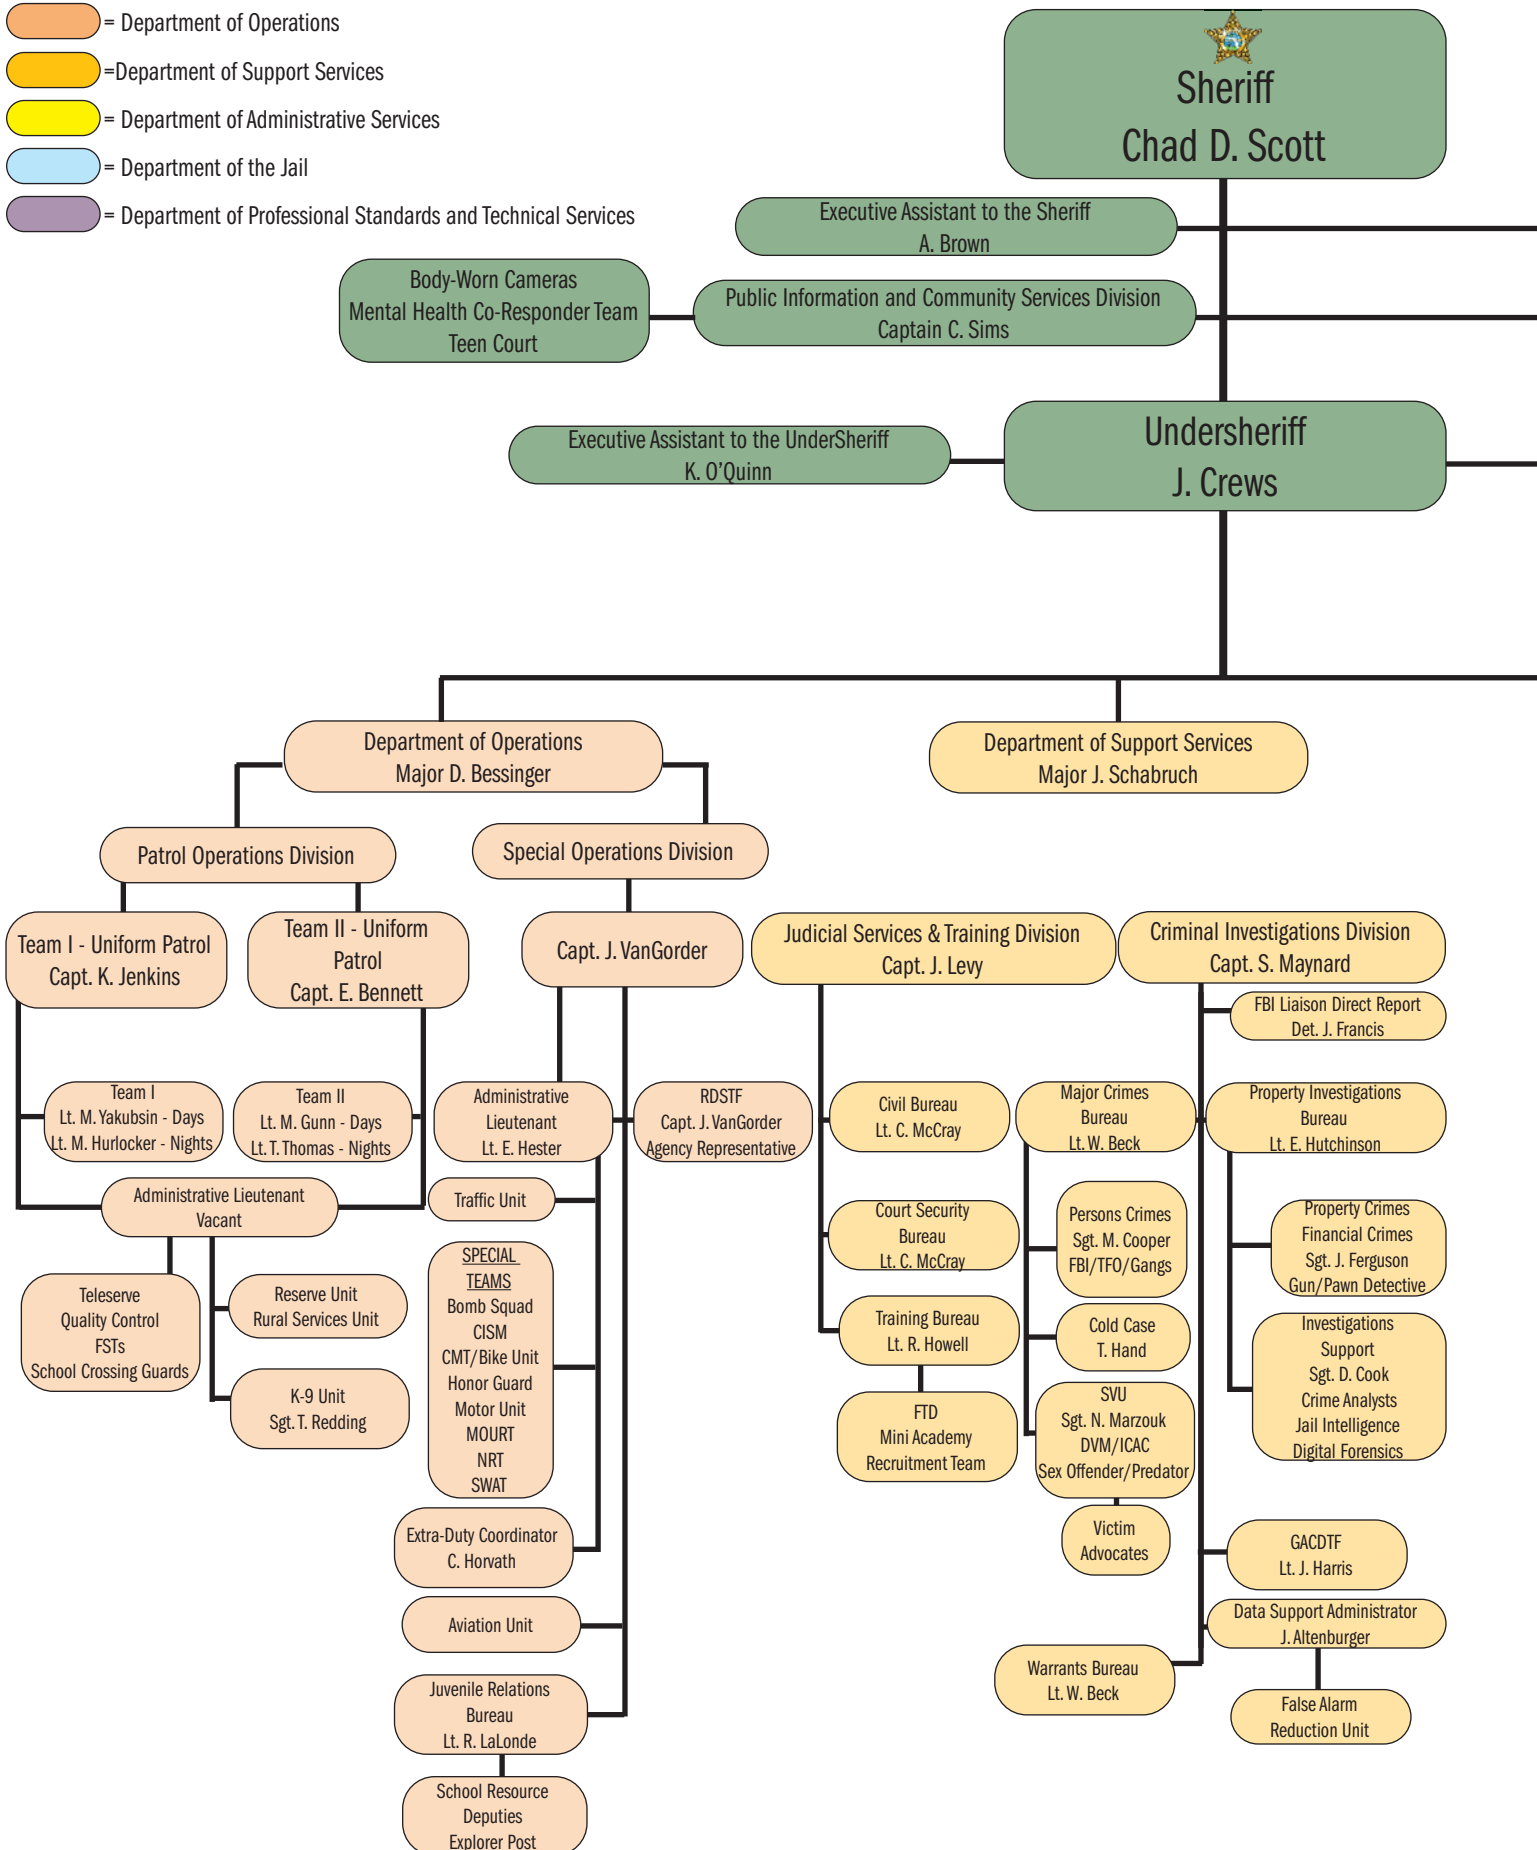 = Department of Operations
=Department of Support Services
= Department of Administrative Services
= Department of the Jail
= Department of Professional Standards and Technical Services
Sheriff
Chad D. Scott
Executive Assistant to the Sheriff
A. Brown
Body-Worn Cameras
Mental Health Co-Responder Team
Teen Court
Public Information and Community Services Division
Captain C. Sims
Executive Assistant to the UnderSheriff
K. O'Quinn
Undersheriff
J. Crews
Department of Operations
Major D. Bessinger
Department of Support Services
Major J. Schabruch
Patrol Operations Division
Special Operations Division
Team I - Uniform Patrol
Capt. K. Jenkins
Team II - Uniform
Patrol
Capt. E. Bennett
Capt. J. VanGorder
Judicial Services & Training Division
Capt. J. Levy
Criminal Investigations Division
Capt. S. Maynard
FBI Liaison Direct Report
Det. J. Francis
Team I
Lt. M. Yakubsin - Days
Lt. M. Hurlocker - Nights
Team II
Lt. M. Gunn - Days
Lt. T. Thomas - Nights
Administrative
Lieutenant
Lt. E. Hester
RDSTF
Capt. J. VanGorder
Agency Representative
Civil Bureau
Lt. C. McCray
Major Crimes
Bureau
Lt. W. Beck
Property Investigations
Bureau
Lt. E. Hutchinson
Administrative Lieutenant
Vacant
Traffic Unit
Court Security
Bureau
Lt. C. McCray
Persons Crimes
Sgt. M. Cooper
FBI/TFO/Gangs
Property Crimes
Financial Crimes
Sgt. J. Ferguson
Gun/Pawn Detective
Teleserve
Quality Control
FSTs
School Crossing Guards
Reserve Unit
Rural Services Unit
K-9 Unit
Sgt. T. Redding
SPECIAL
TEAMS
Bomb Squad
CISM
CMT/Bike Unit
Honor Guard
Motor Unit
MOURT
NRT
SWAT
Training Bureau
Lt. R. Howell
Cold Case
T. Hand
Investigations
Support
Sgt. D. Cook
Crime Analysts
Jail Intelligence
Digital Forensics
FTD
Mini Academy
Recruitment Team
SVU
Sgt. N. Marzouk
DVM/ICAC
Sex Offender/Predator
Victim
Advocates
Extra-Duty Coordinator
C. Horvath
GACDTF
Lt. J. Harris
Aviation Unit
Data Support Administrator
J. Altenburger
Warrants Bureau
Lt. W. Beck
False Alarm
Reduction Unit
Juvenile Relations
Bureau
Lt. R. LaLonde
School Resource
Deputies
Explorer Post